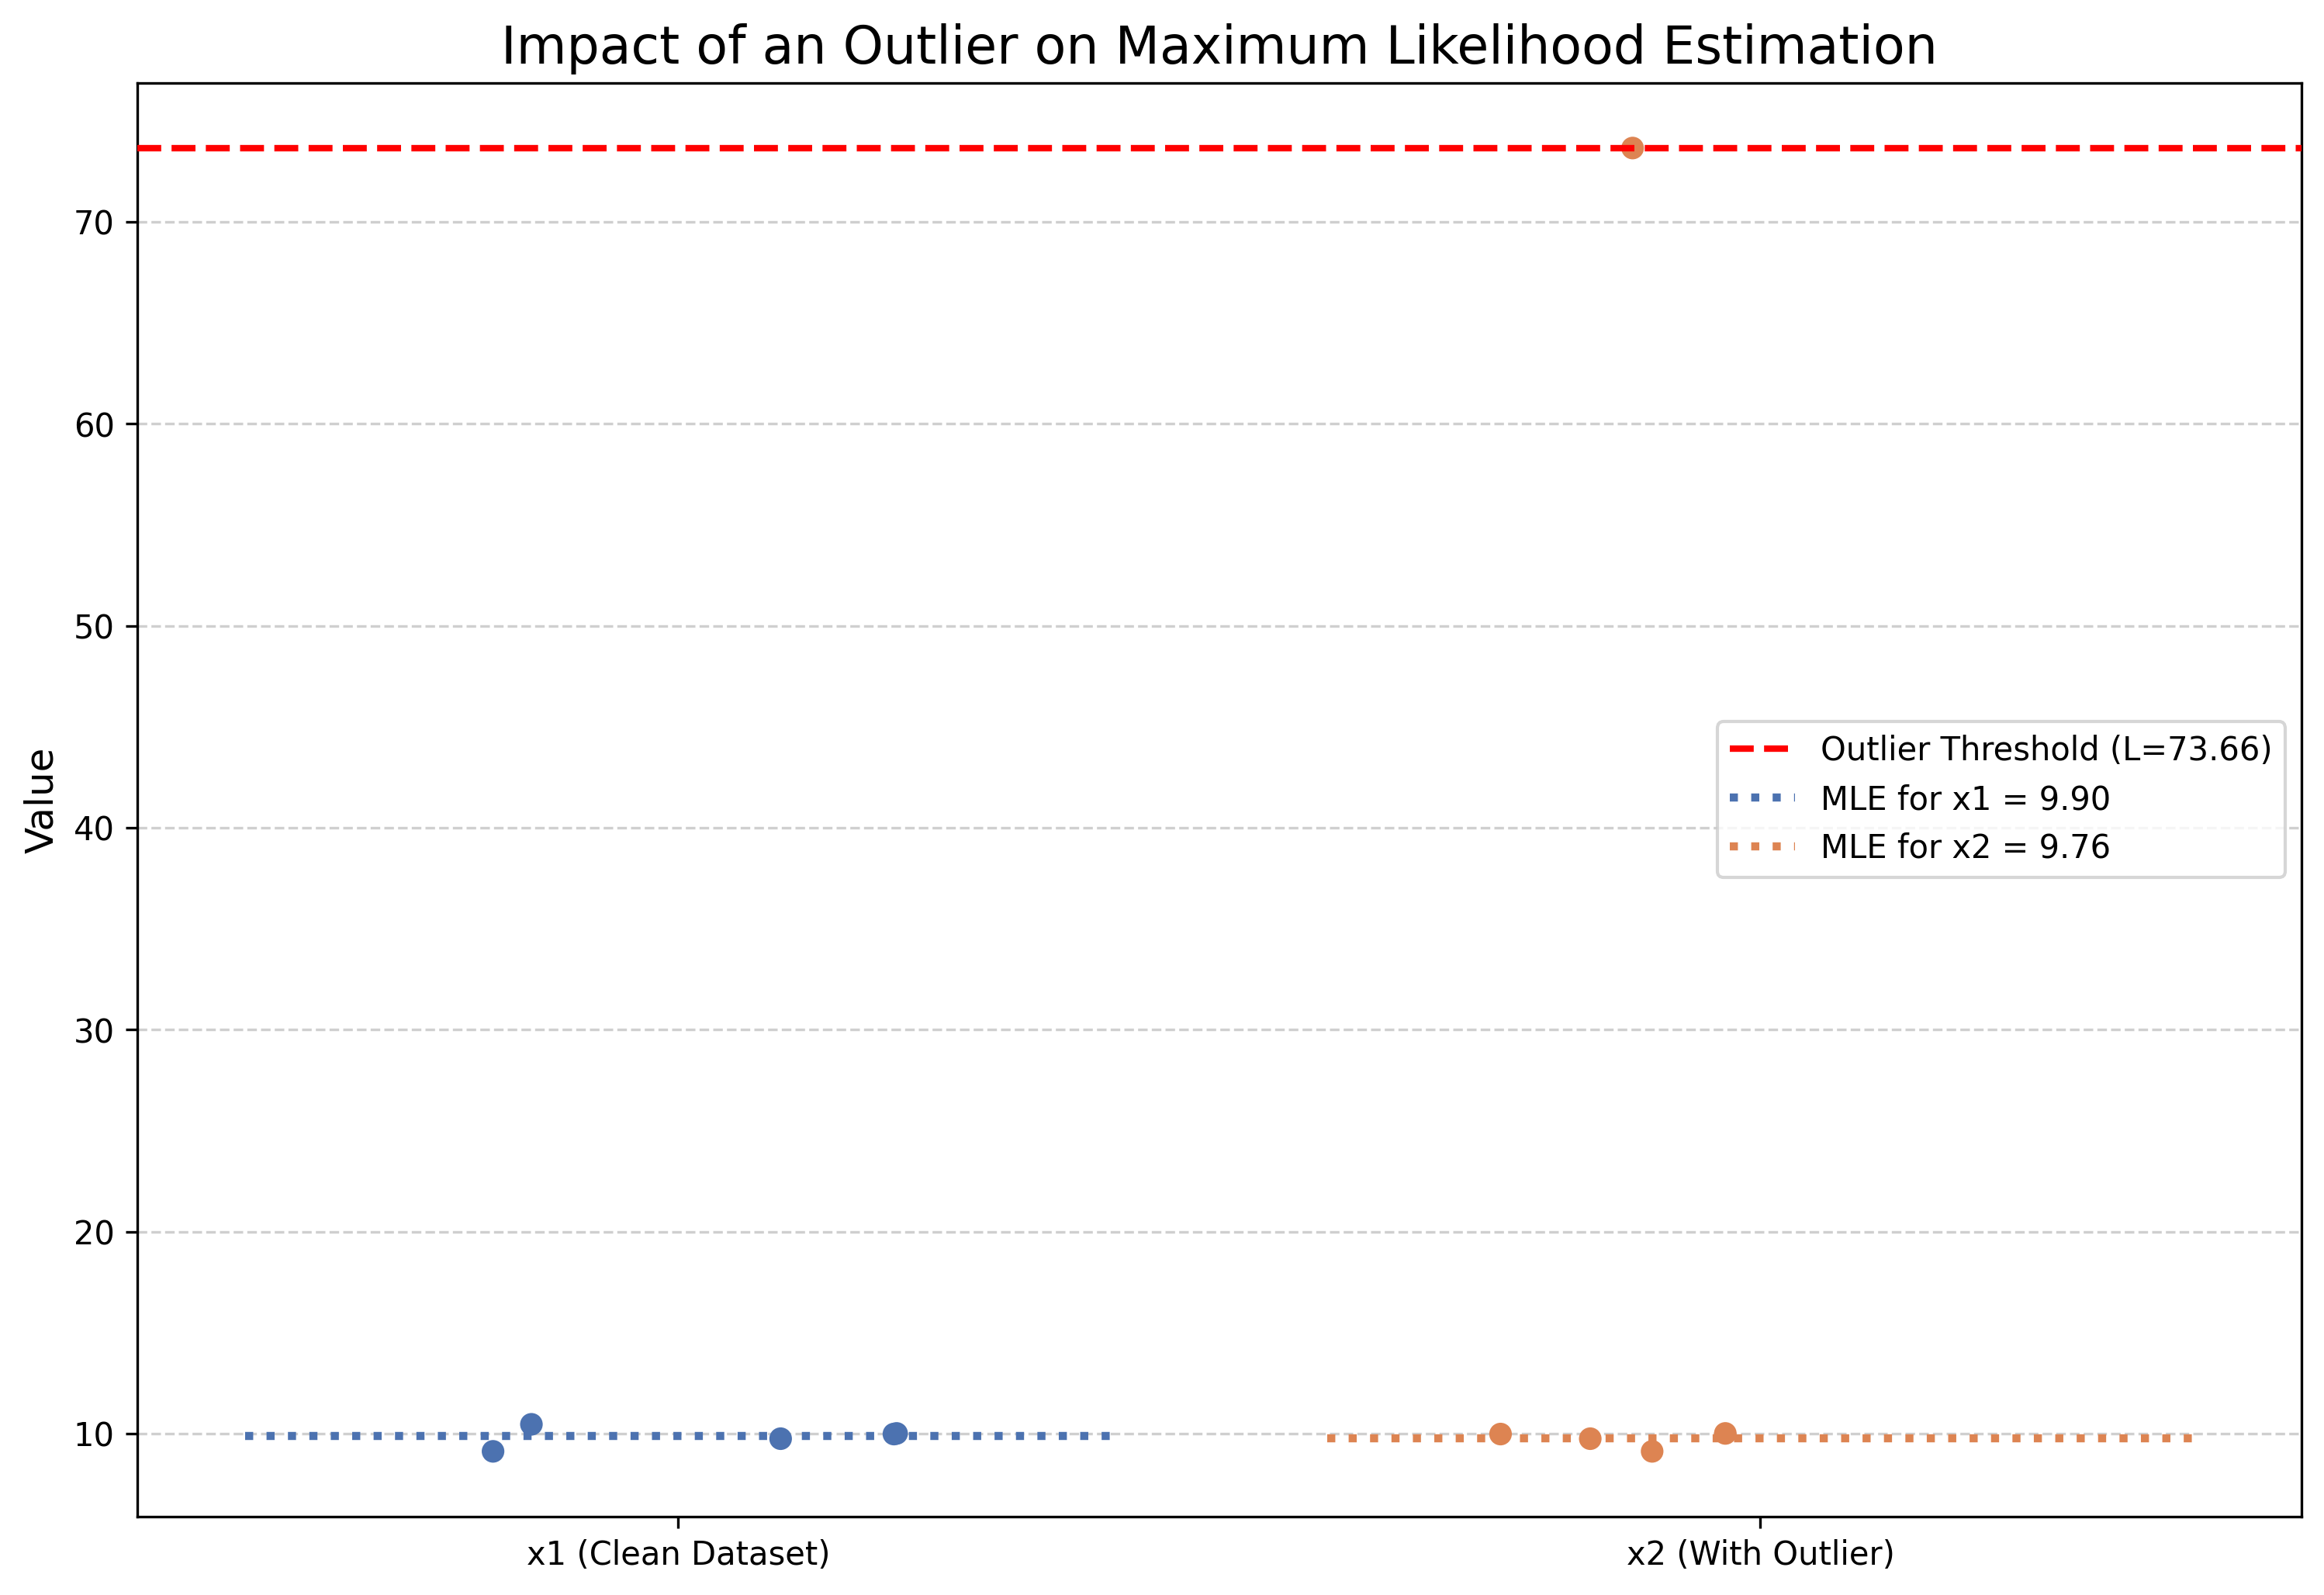 Impact of an Outlier on Maximum Likelihood Estimation
Value
70
60
50
40
30
20
10
Outlier Threshold (L=73.66)
MLE for x1 = 9.90
MLE for x2 = 9.76
x1 (Clean Dataset)
x2 (With Outlier)